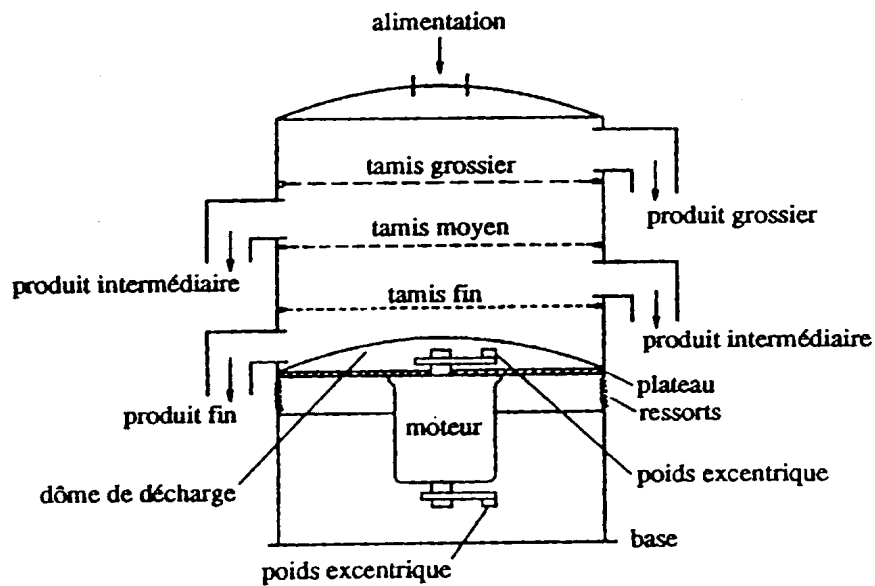 alimentation
tamis grossier
produit grossier
tamis moyen
produit intermédiaire
tamis fin
produit intermédiaire
plateau
produit fin
ressorts
moteur
poids excentrique
dôme de décharge
base
poids excentrique